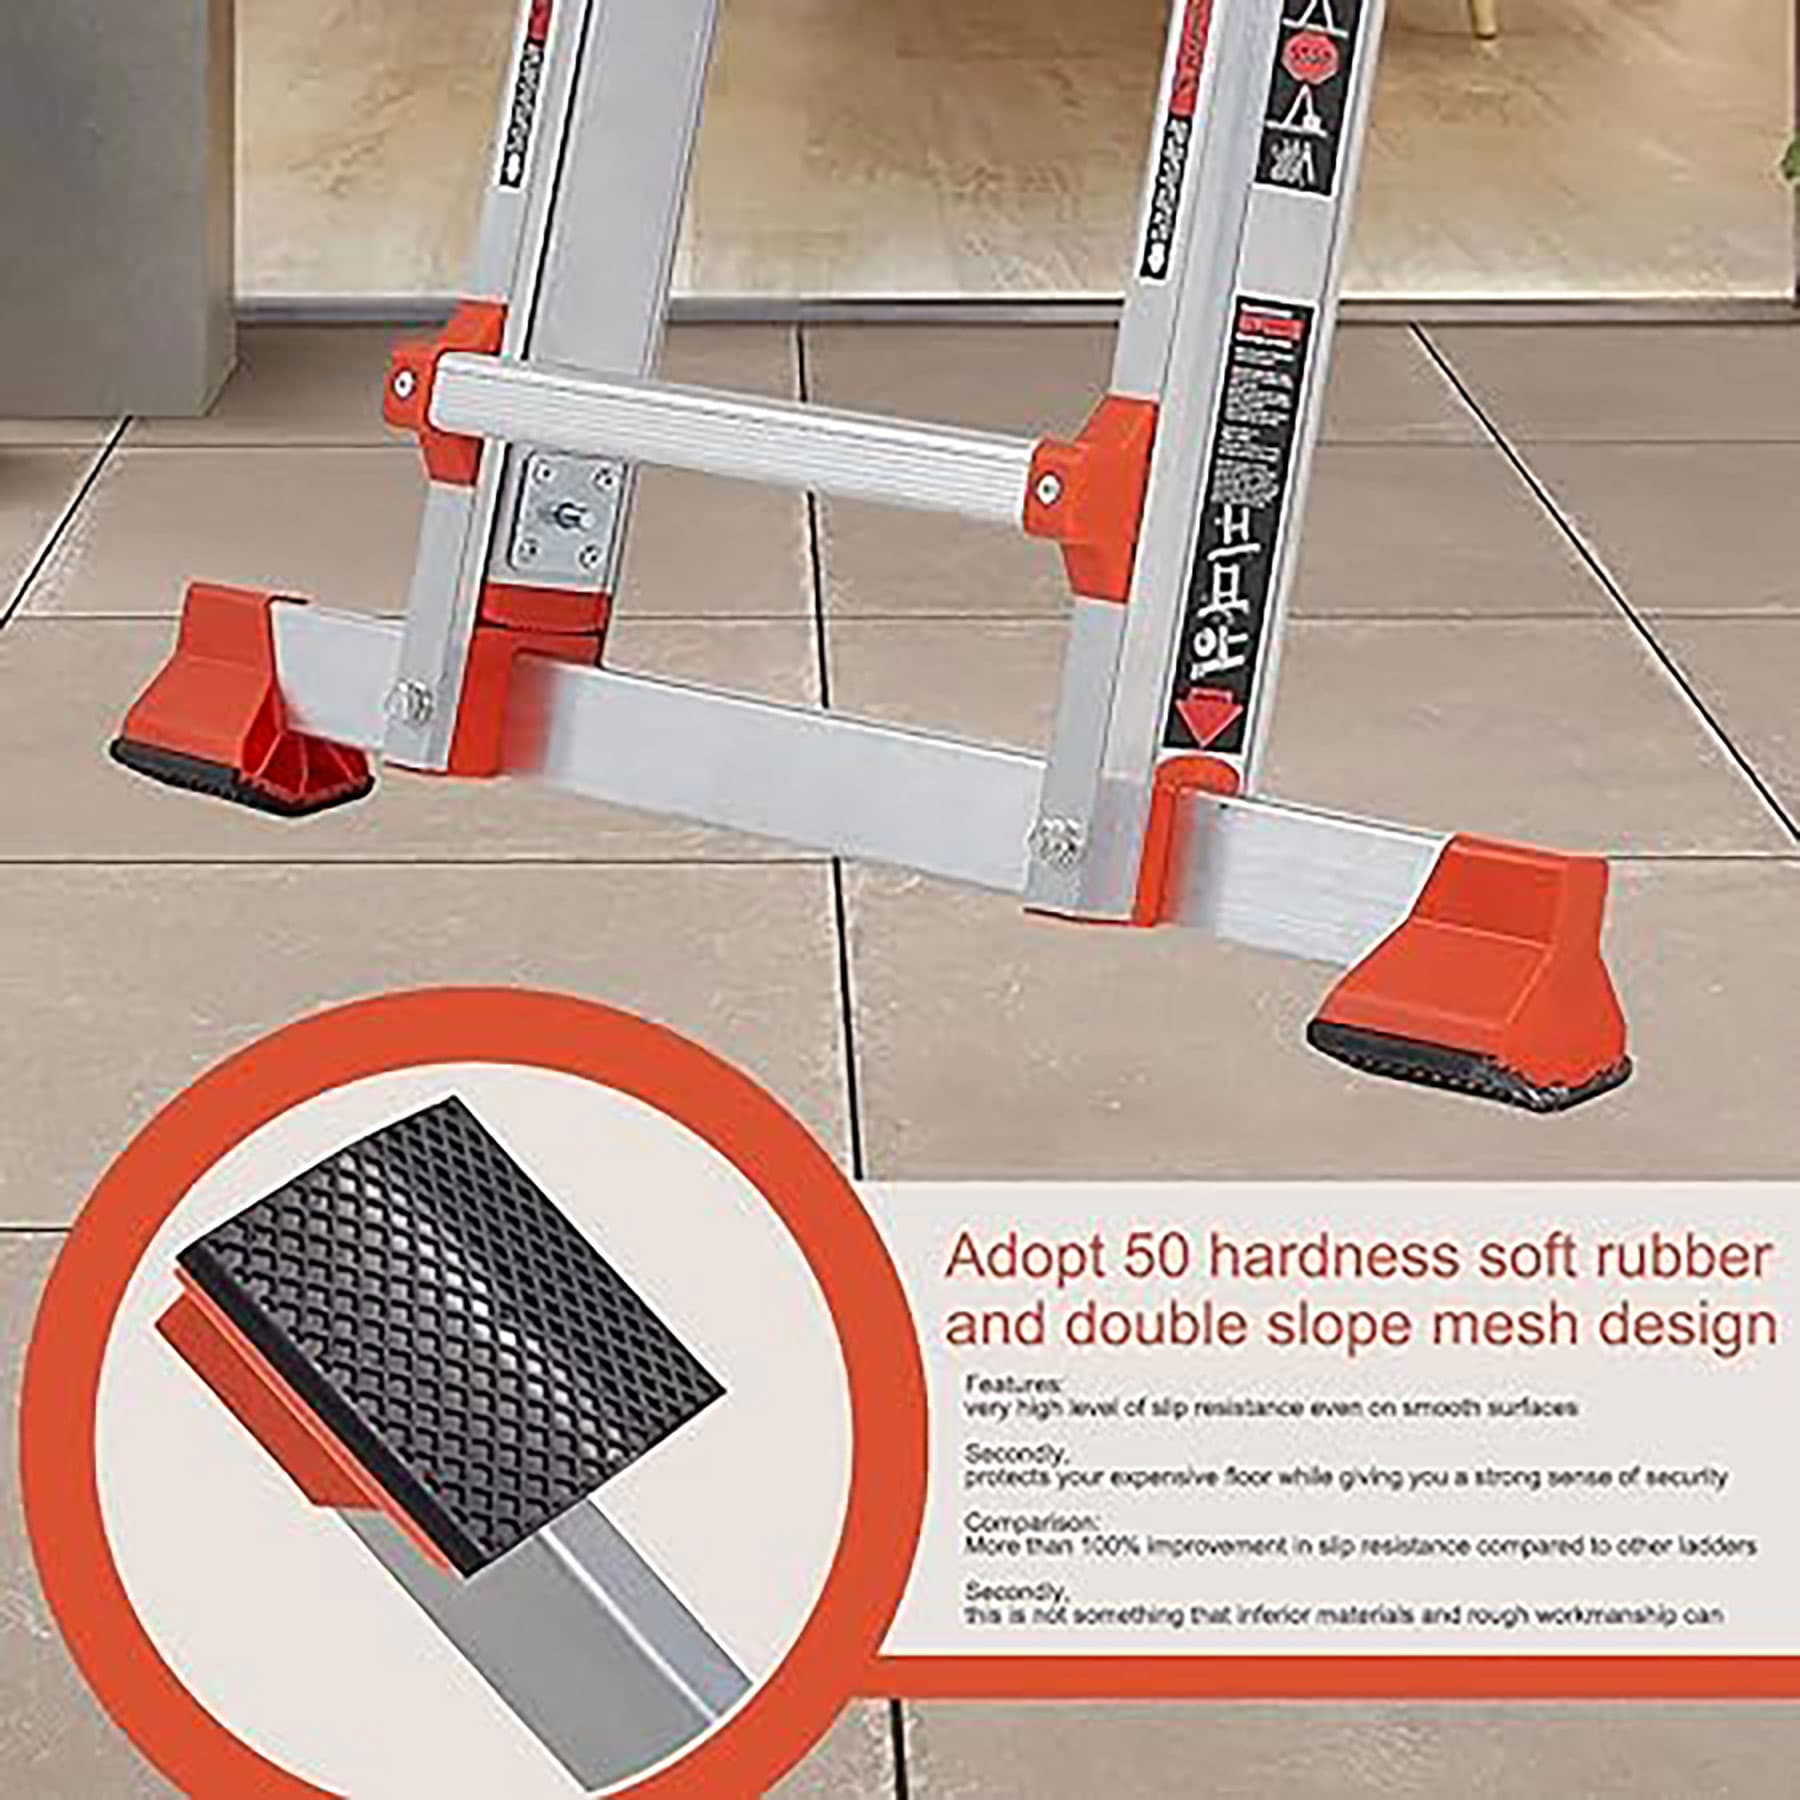 앞 프 H
Adopt 50 hardness soft rubber
and double slope mesh design
Features:
very high level of slip resistance even on smooth surfaces
Secondly,
protects your expensive floor while giving you a strong sense of security
Comparison:
More than 100% improvement in slip resistance compared to other ladders
Secondly,
this is not something that inferior materials and rough workmanship can